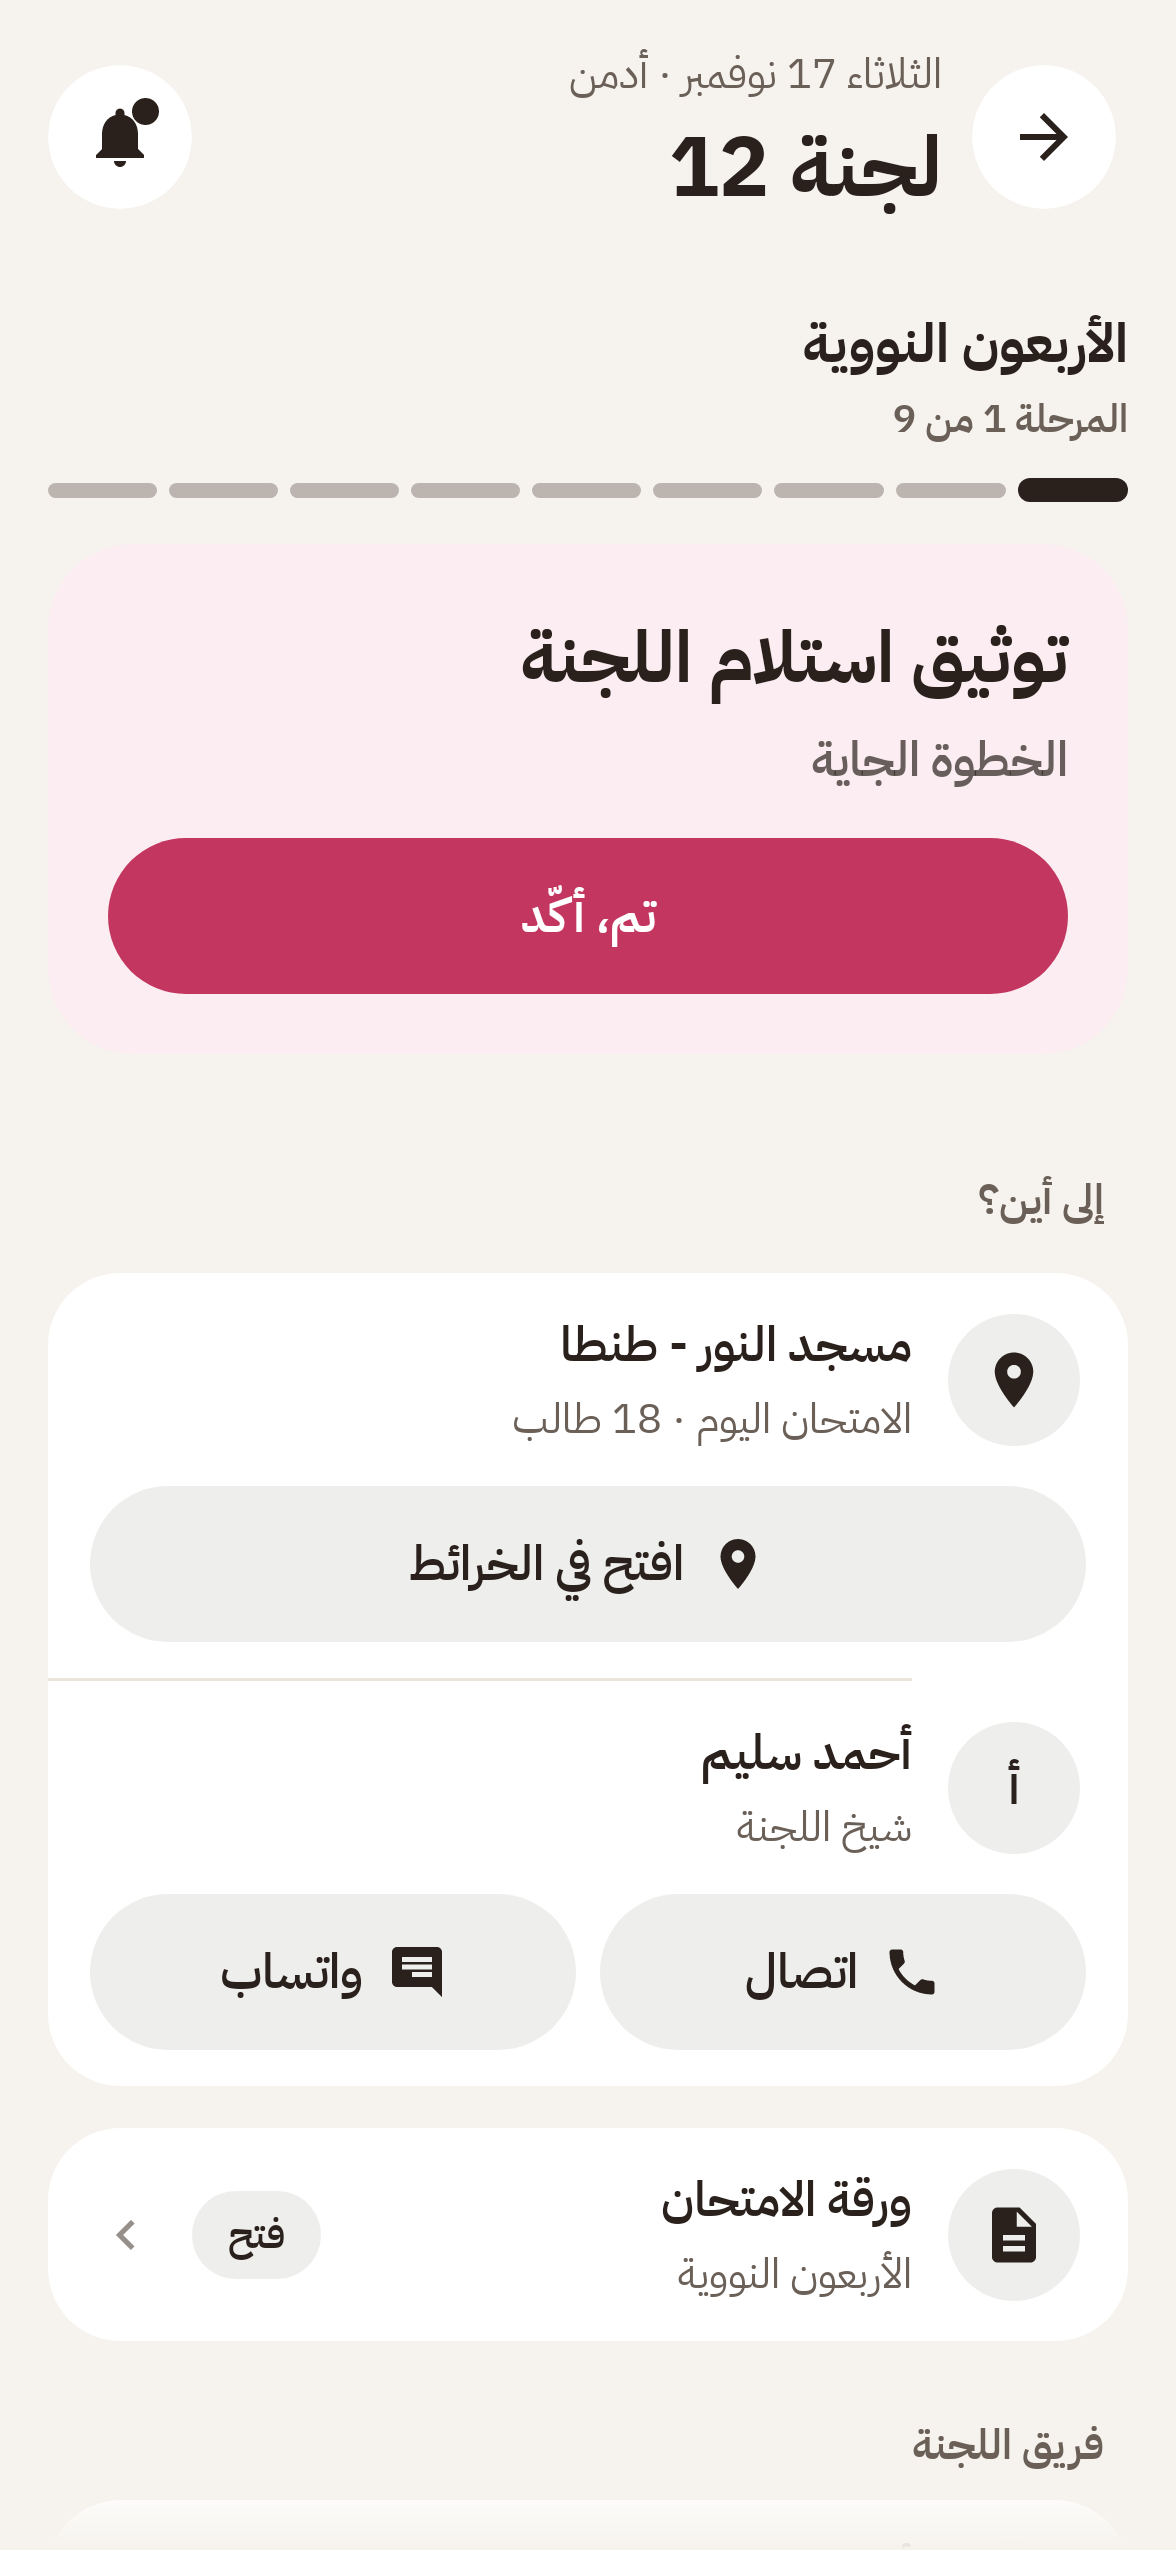 الثلاثاء 17 نوفمبر · أدمن
لجنة 12
الأربعون النووية
المرحلة 1 من 9
توثيق استلام اللجنة
الخطوة الجاية
تم، أكّد
إلى أين؟
مسجد النور - طنطا
الامتحان اليوم · 18 طالب
افتح في الخرائط
أ
أحمد سليم
شيخ اللجنة
اتصال
واتساب
ورقة الامتحان
الأربعون النووية
فتح
فريق اللجنة